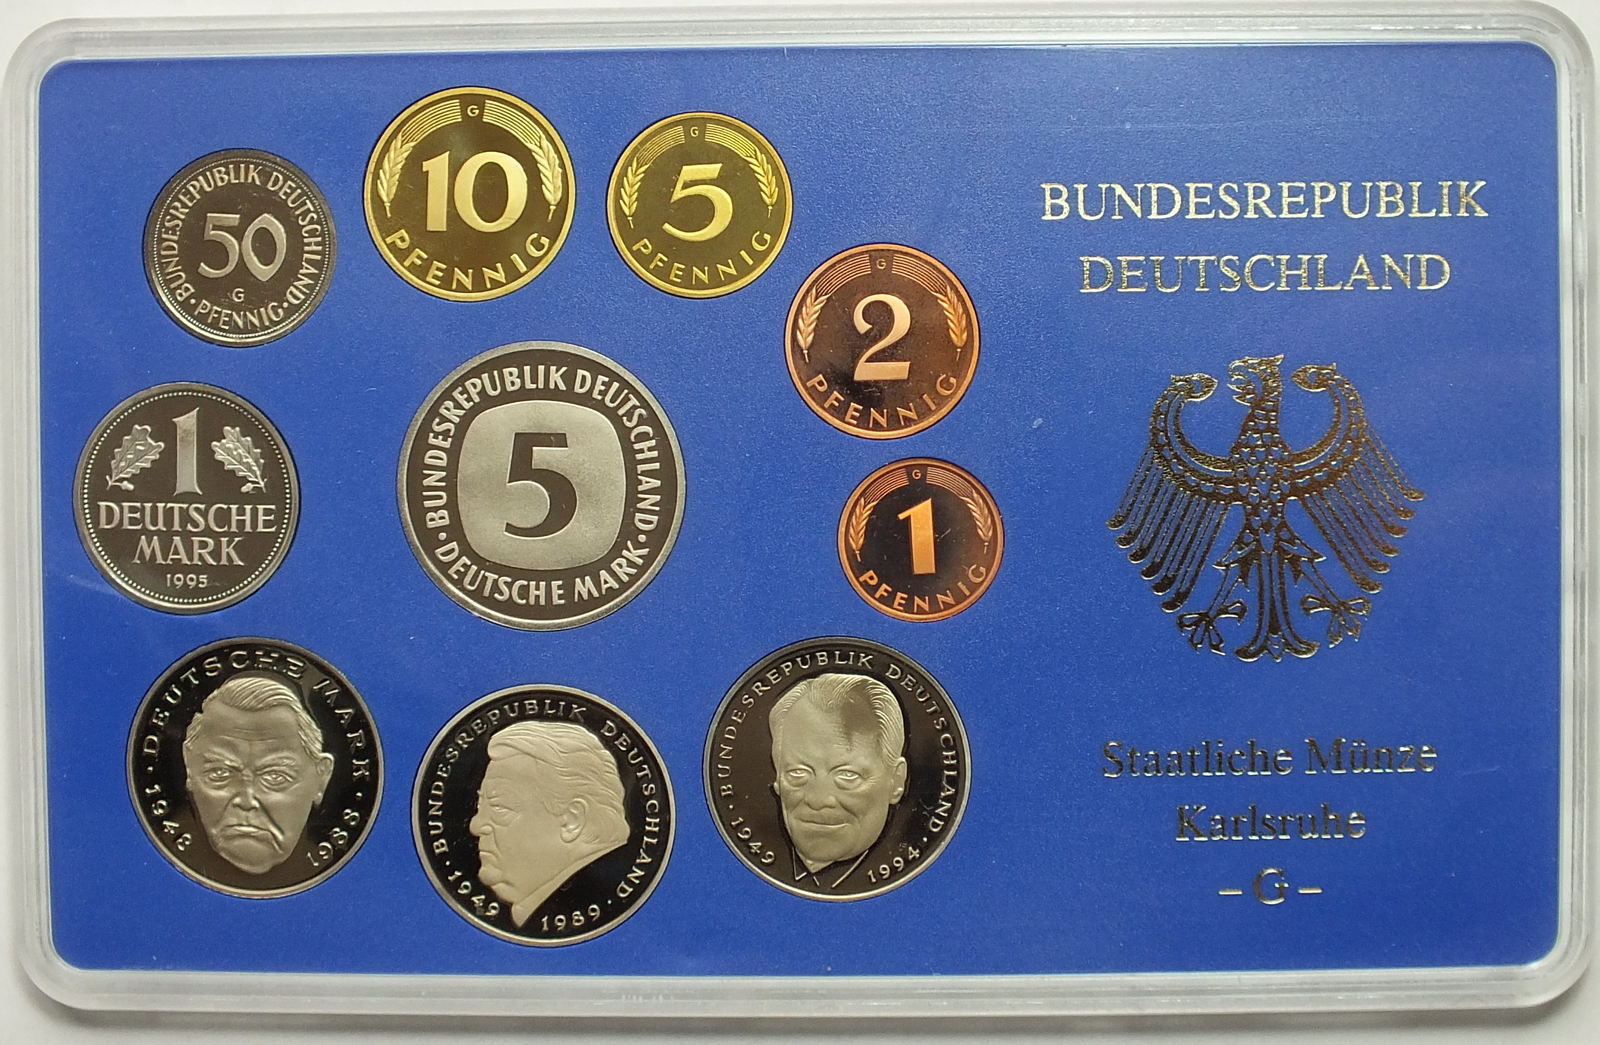 BUNDESREPUBLIK DEUTSCHLAND
50
G
· PFENNIG ·
G
10
PFENNIG
G
5
PFENNIG
G
2
PFENNIG
G
1
PFENNIG
1
DEUTSCHE
MARK
1995
BUNDESREPUBLIK DEUTSCHLAND
5
· DEUTSCHE MARK ·
· DEUTSCHE MARK ·
1948 1988
BUNDESREPUBLIK DEUTSCHLAND
· 1949 1989 ·
BUNDESREPUBLIK DEUTSCHLAND
· 1949 1994 ·
BUNDESREPUBLIK
DEUTSCHLAND
Staatliche Münze
Karlsruhe
– G –